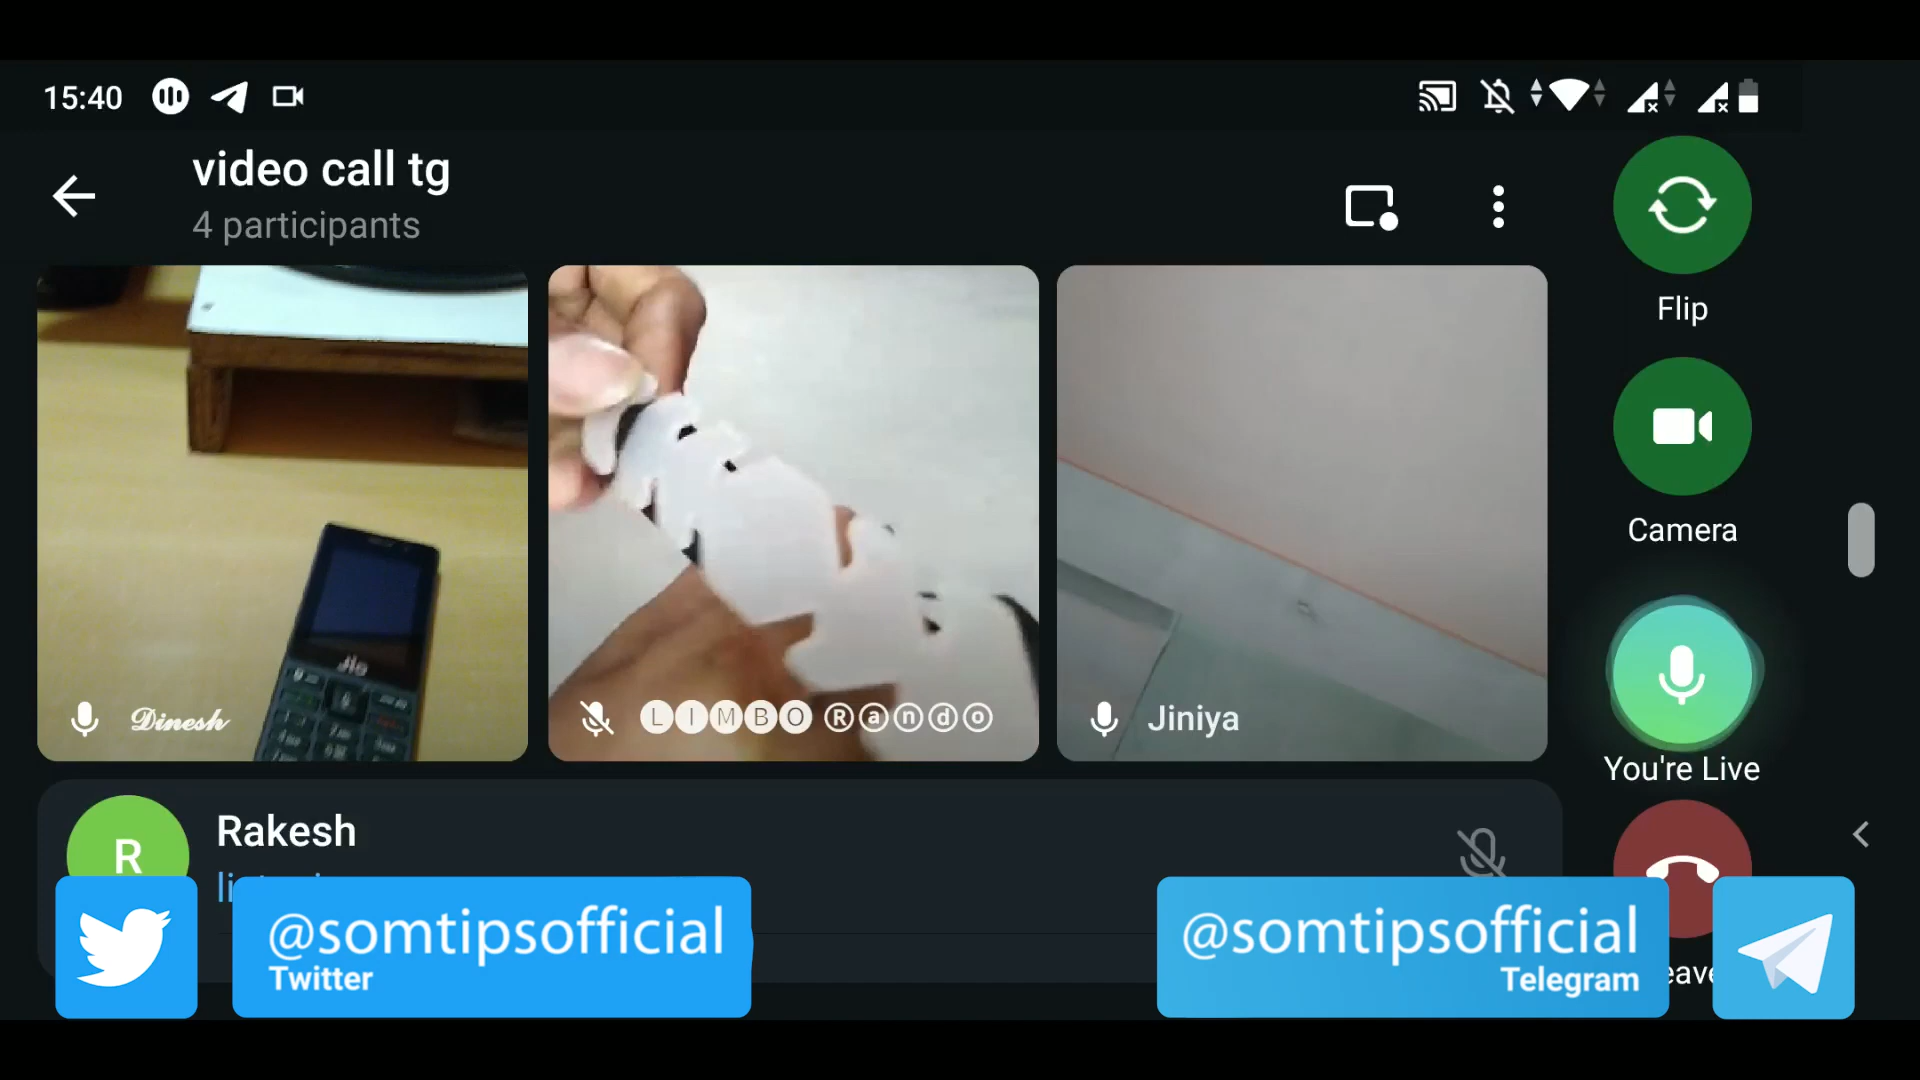 15:40
video call tg
4 participants
Flip
Camera
Jio
Dinesh
ⓁⒾⓂⒷⓄ Ⓡⓐⓝⓓⓞ
Jiniya
You're Live
R
Rakesh
@somtipsofficial
Twitter
@somtipsofficial
Telegram